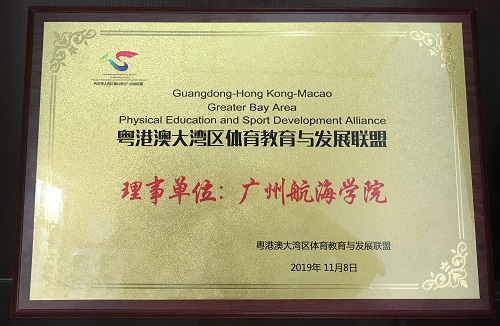 Guangdong-Hong Kong-Macao
Greater Bay Area
Physical Education and Sport Development Alliance
粤港澳大湾区体育教育与发展联盟
理事单位：广州航海学院
粤港澳大湾区体育教育与发展联盟
2019年 11月8日